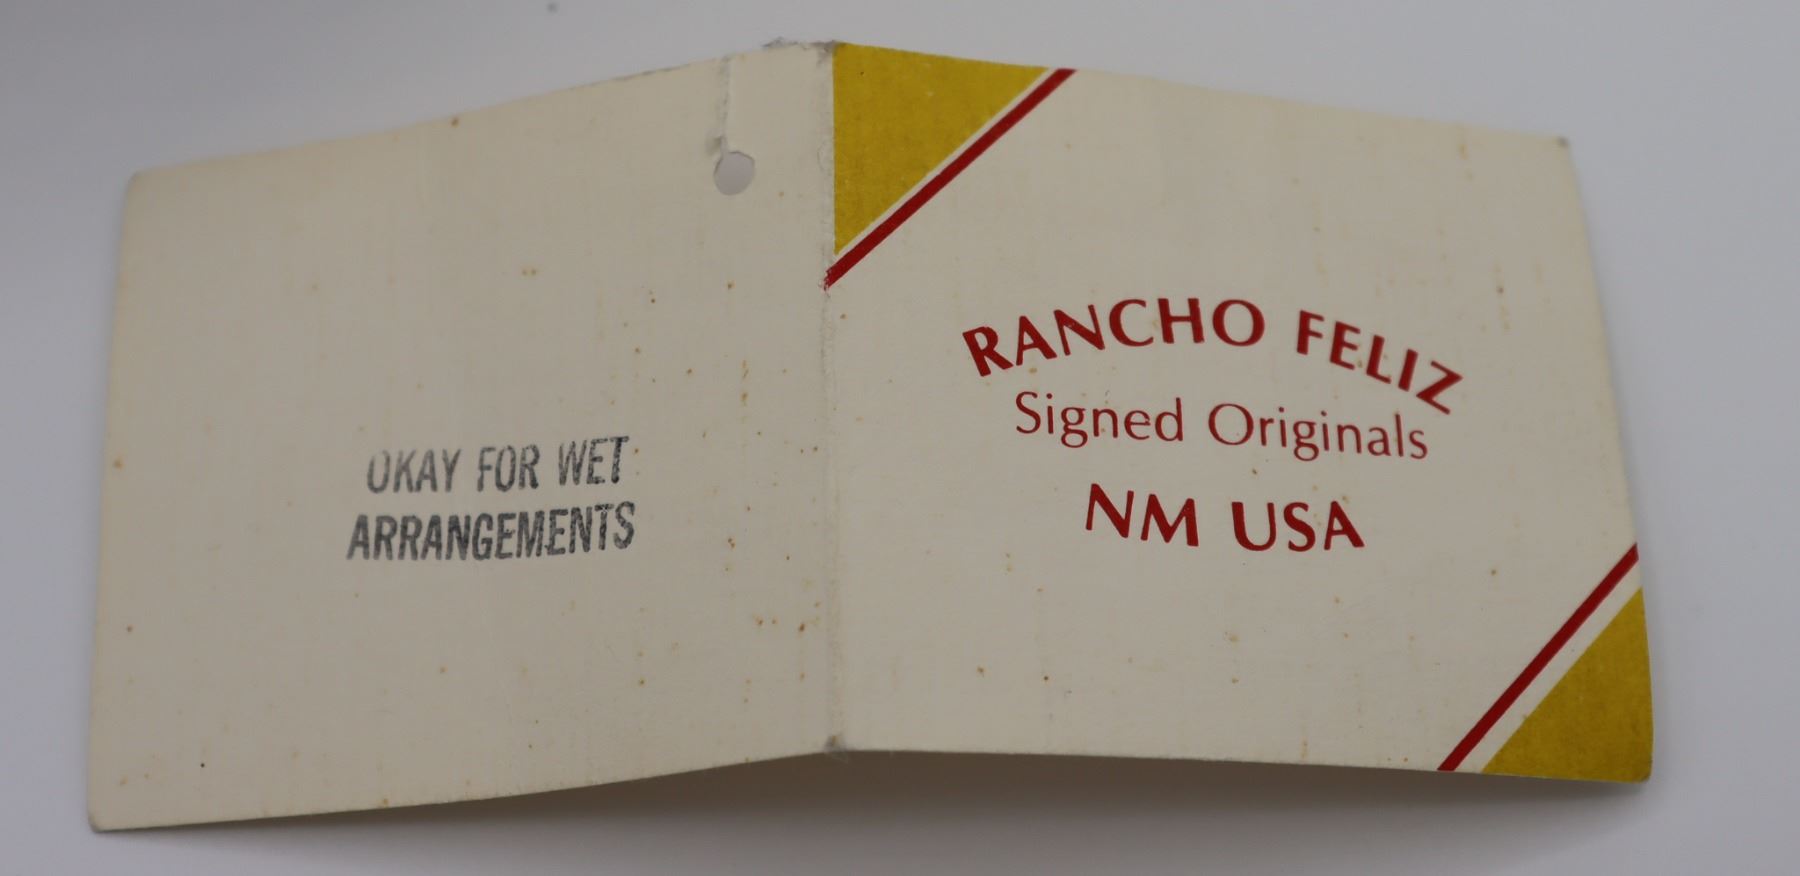 OKAY FOR WET
ARRANGEMENTS
RANCHO FELIZ
Signed Originals
NM USA